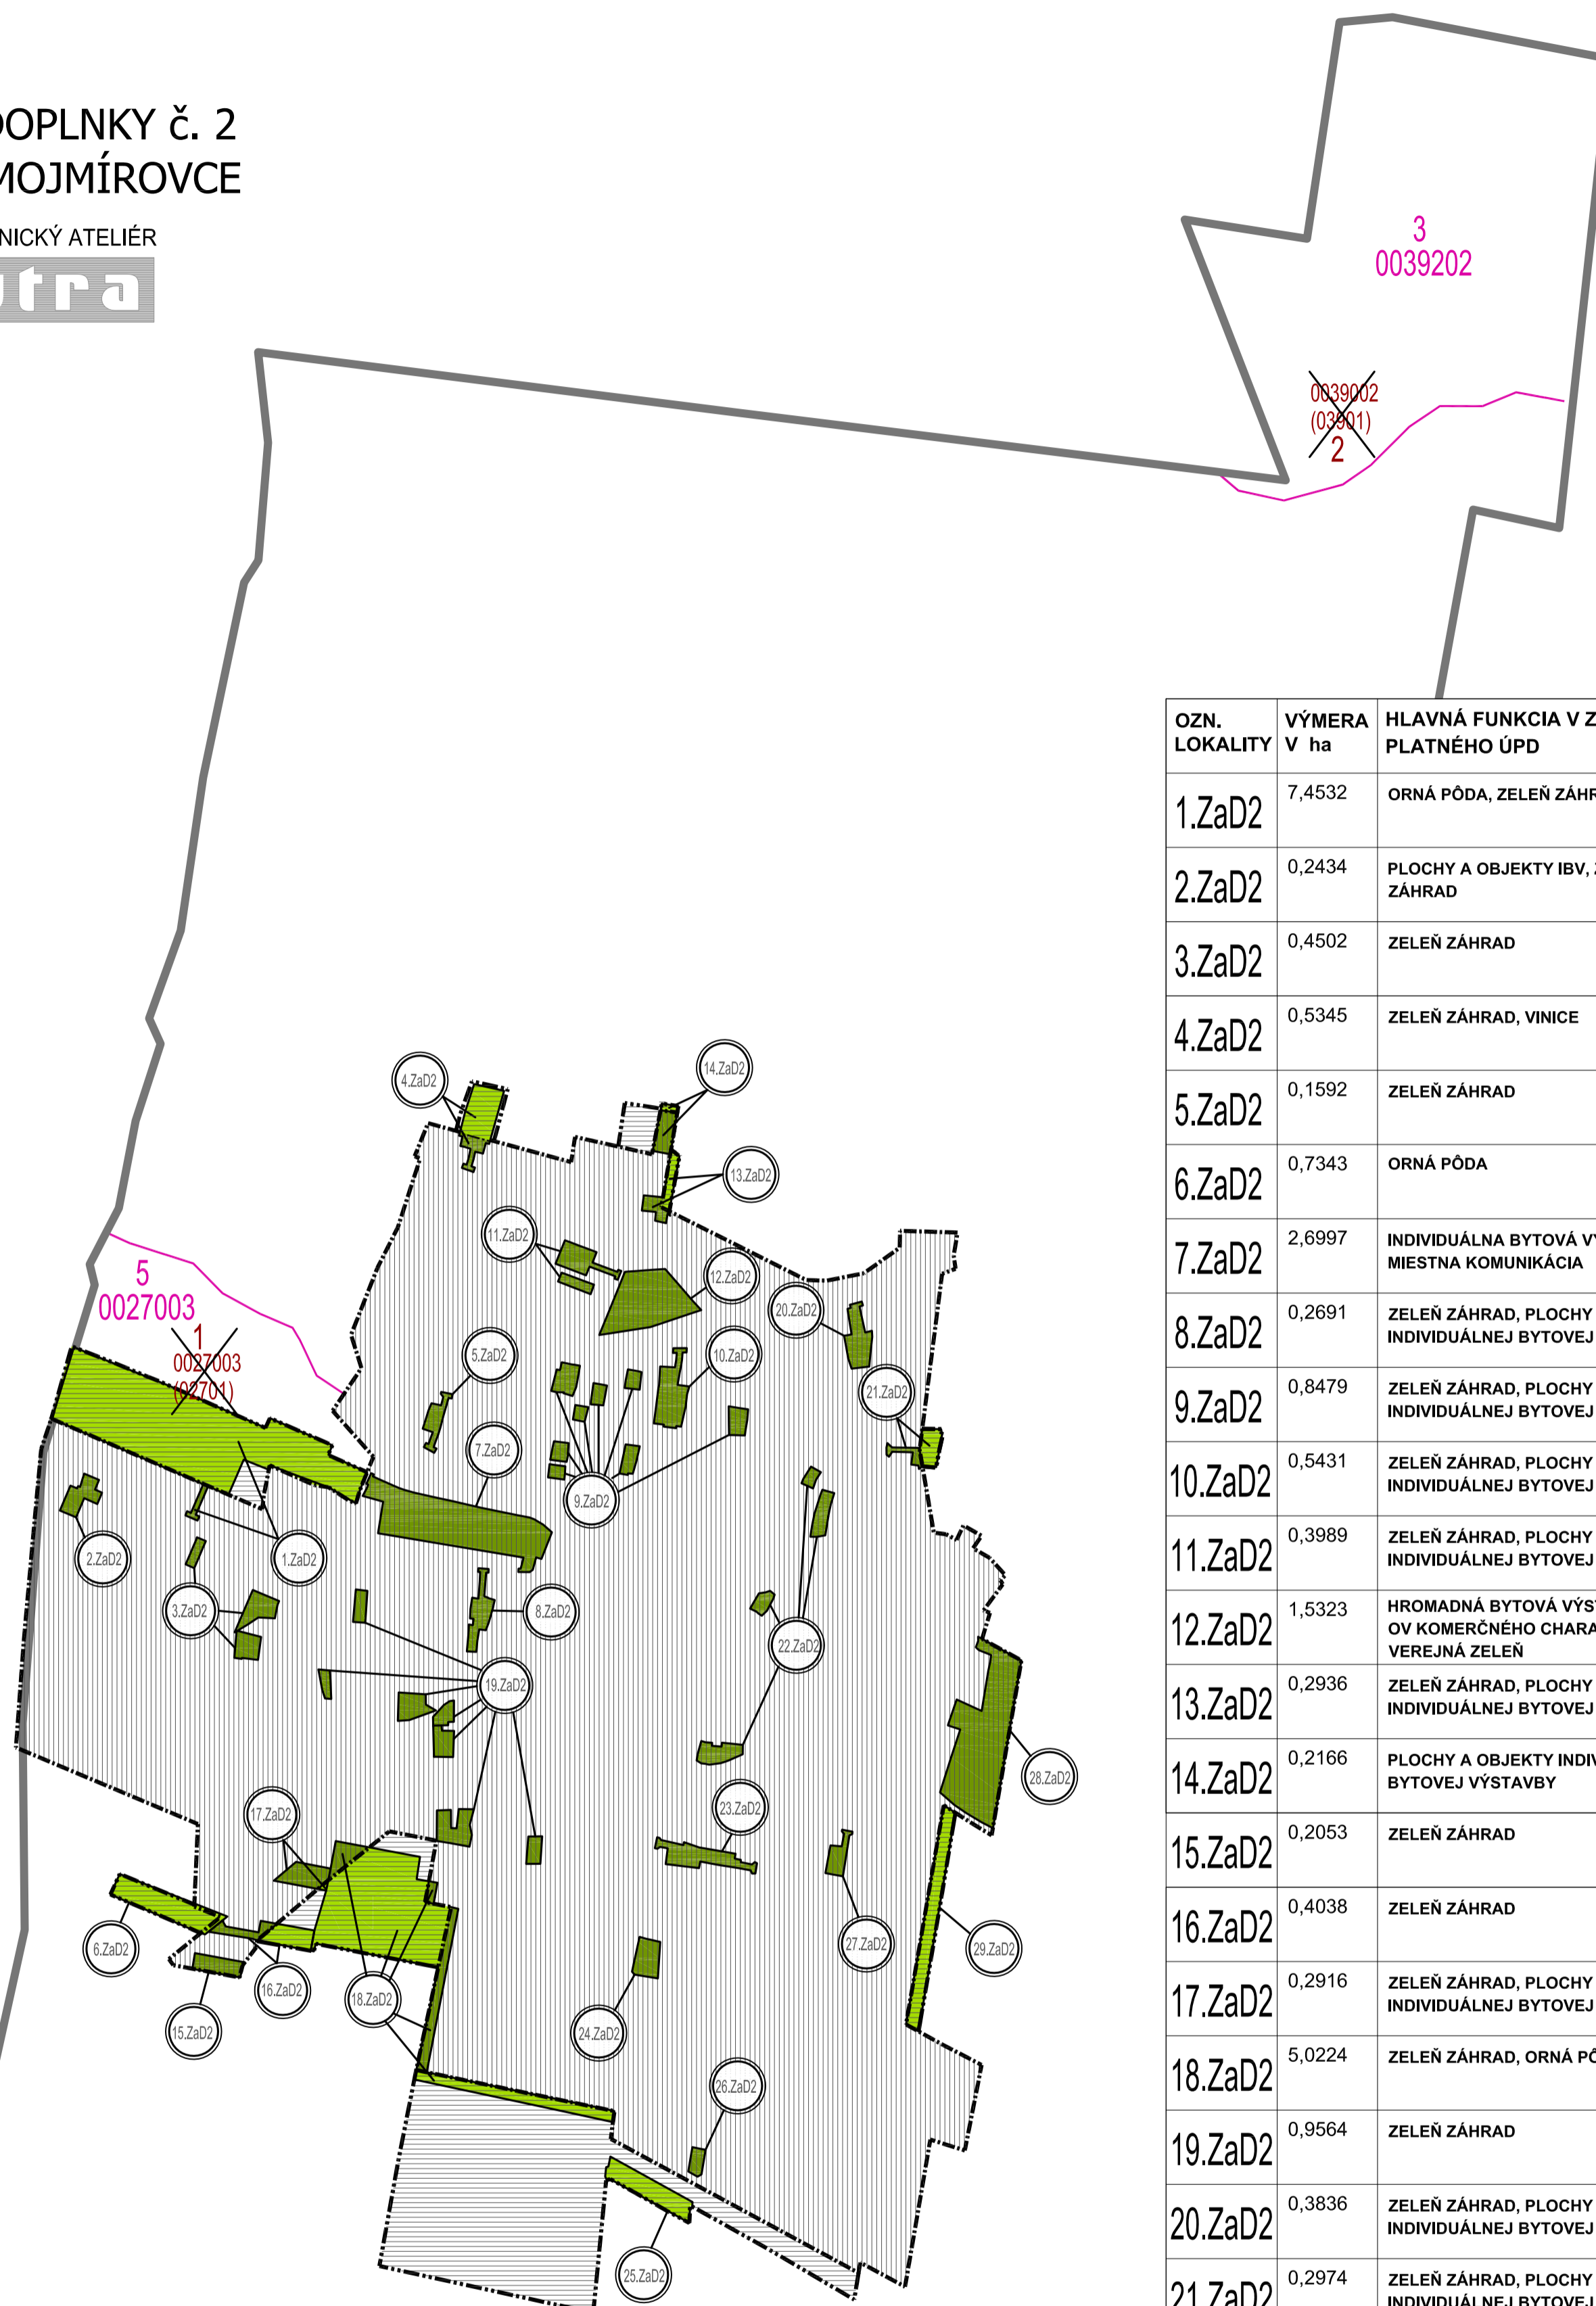 DOPLNKY č. 2
MOJMÍROVCE
NICKÝ ATELIÉR
utra
3
0039202
0039002
(03901)
2
5
0027003
1
0027003
(02701)
4.ZaD2
14.ZaD2
13.ZaD2
11.ZaD2
12.ZaD2
20.ZaD2
5.ZaD2
10.ZaD2
21.ZaD2
7.ZaD2
9.ZaD2
2.ZaD2
1.ZaD2
3.ZaD2
8.ZaD2
22.ZaD2
19.ZaD2
28.ZaD2
17.ZaD2
23.ZaD2
6.ZaD2
27.ZaD2
29.ZaD2
16.ZaD2
18.ZaD2
15.ZaD2
24.ZaD2
26.ZaD2
25.ZaD2
OZN. VÝMERA HLAVNÁ FUNKCIA V Z
LOKALITY V ha PLATNÉHO ÚPD
1.ZaD2 7,4532 ORNÁ PÔDA, ZELEŇ ZÁHR
2.ZaD2 0,2434 PLOCHY A OBJEKTY IBV,
ZÁHRAD
3.ZaD2 0,4502 ZELEŇ ZÁHRAD
4.ZaD2 0,5345 ZELEŇ ZÁHRAD, VINICE
5.ZaD2 0,1592 ZELEŇ ZÁHRAD
6.ZaD2 0,7343 ORNÁ PÔDA
7.ZaD2 2,6997 INDIVIDUÁLNA BYTOVÁ VÝ
MIESTNA KOMUNIKÁCIA
8.ZaD2 0,2691 ZELEŇ ZÁHRAD, PLOCHY
INDIVIDUÁLNEJ BYTOVEJ
9.ZaD2 0,8479 ZELEŇ ZÁHRAD, PLOCHY
INDIVIDUÁLNEJ BYTOVEJ
10.ZaD2 0,5431 ZELEŇ ZÁHRAD, PLOCHY
INDIVIDUÁLNEJ BYTOVEJ
11.ZaD2 0,3989 ZELEŇ ZÁHRAD, PLOCHY
INDIVIDUÁLNEJ BYTOVEJ
12.ZaD2 1,5323 HROMADNÁ BYTOVÁ VÝS
OV KOMERČNÉHO CHARA
VEREJNÁ ZELEŇ
13.ZaD2 0,2936 ZELEŇ ZÁHRAD, PLOCHY
INDIVIDUÁLNEJ BYTOVEJ
14.ZaD2 0,2166 PLOCHY A OBJEKTY INDIV
BYTOVEJ VÝSTAVBY
15.ZaD2 0,2053 ZELEŇ ZÁHRAD
16.ZaD2 0,4038 ZELEŇ ZÁHRAD
17.ZaD2 0,2916 ZELEŇ ZÁHRAD, PLOCHY
INDIVIDUÁLNEJ BYTOVEJ
18.ZaD2 5,0224 ZELEŇ ZÁHRAD, ORNÁ PÔ
19.ZaD2 0,9564 ZELEŇ ZÁHRAD
20.ZaD2 0,3836 ZELEŇ ZÁHRAD, PLOCHY
INDIVIDUÁLNEJ BYTOVEJ
21.ZaD2 0,2974 ZELEŇ ZÁHRAD, PLOCHY
INDIVIDUÁLNEJ BYTOVEJ